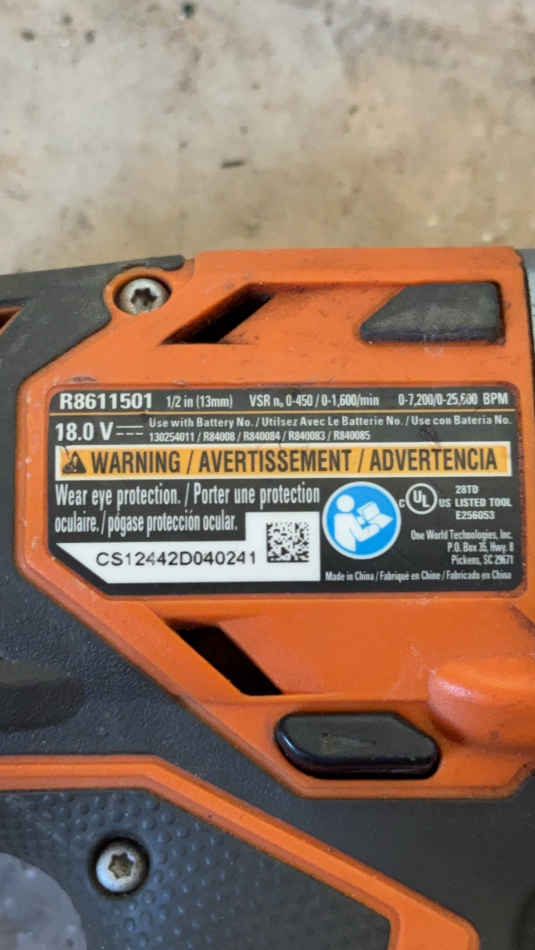 R8611501 1/2 in (13mm) VSR n₀ 0-450 / 0-1,600/min 0-7,200/0-25,600 BPM
18.0 V Use with Battery No. / Utilsez Avec Le Batterie No. / Use con Bateria No.
130254011 / R84008 / R840084 / R840083 / R840085
WARNING / AVERTISSEMENT / ADVERTENCIA
Wear eye protection. / Porter une protection
oculaire. / pógase protección ocular.
CS12442D040241
C UL US
28TD
LISTED TOOL
E256053
One World Technologies, Inc.
P.O. Box 35, Hwy. 8
Pickens, SC 29671
Made in China / Fabriqué en Chine / Fabricado en China